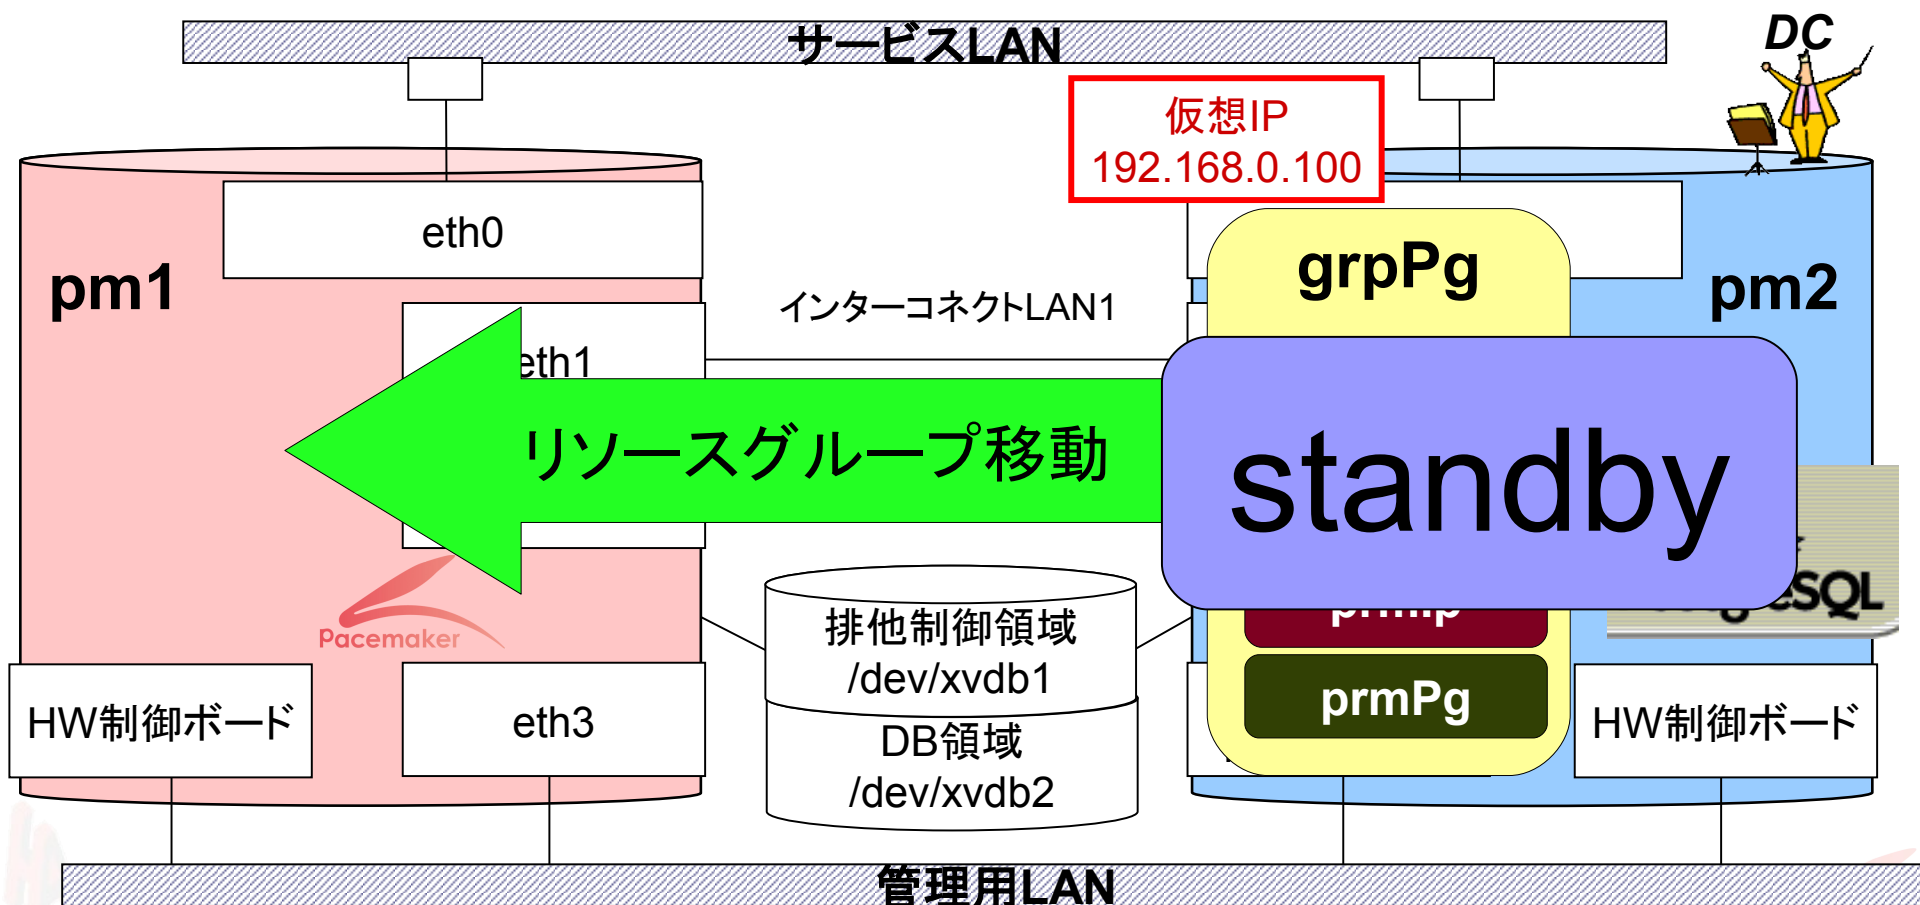 サービスLAN
DC
仮想IP
192.168.0.100
eth0
grpPg
pm1
pm2
インターコネクトLAN1
eth1
リソースグループ移動
standby
Pacemaker
排他制御領域
/dev/xvdb1
prmPg
HW制御ボード
eth3
DB領域
/dev/xvdb2
HW制御ボード
管理用LAN